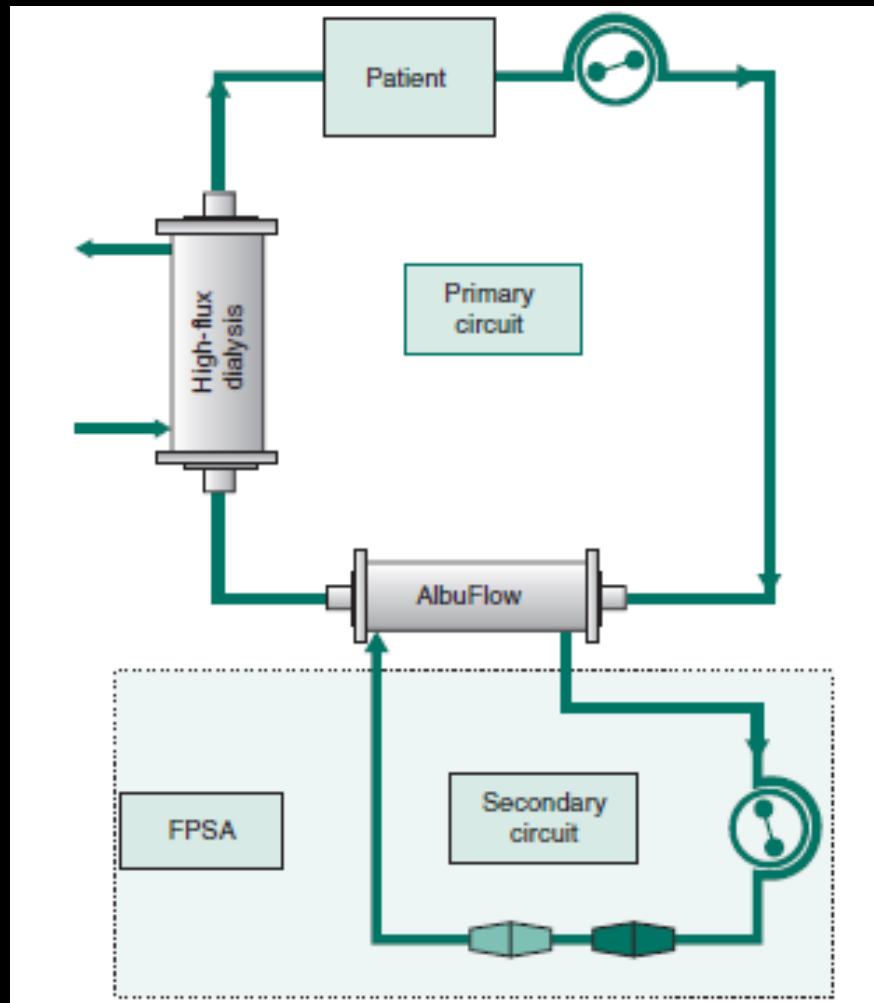 Patient
Primary
circuit
High-flux
dialysis
AlbuFlow
Secondary
circuit
FPSA